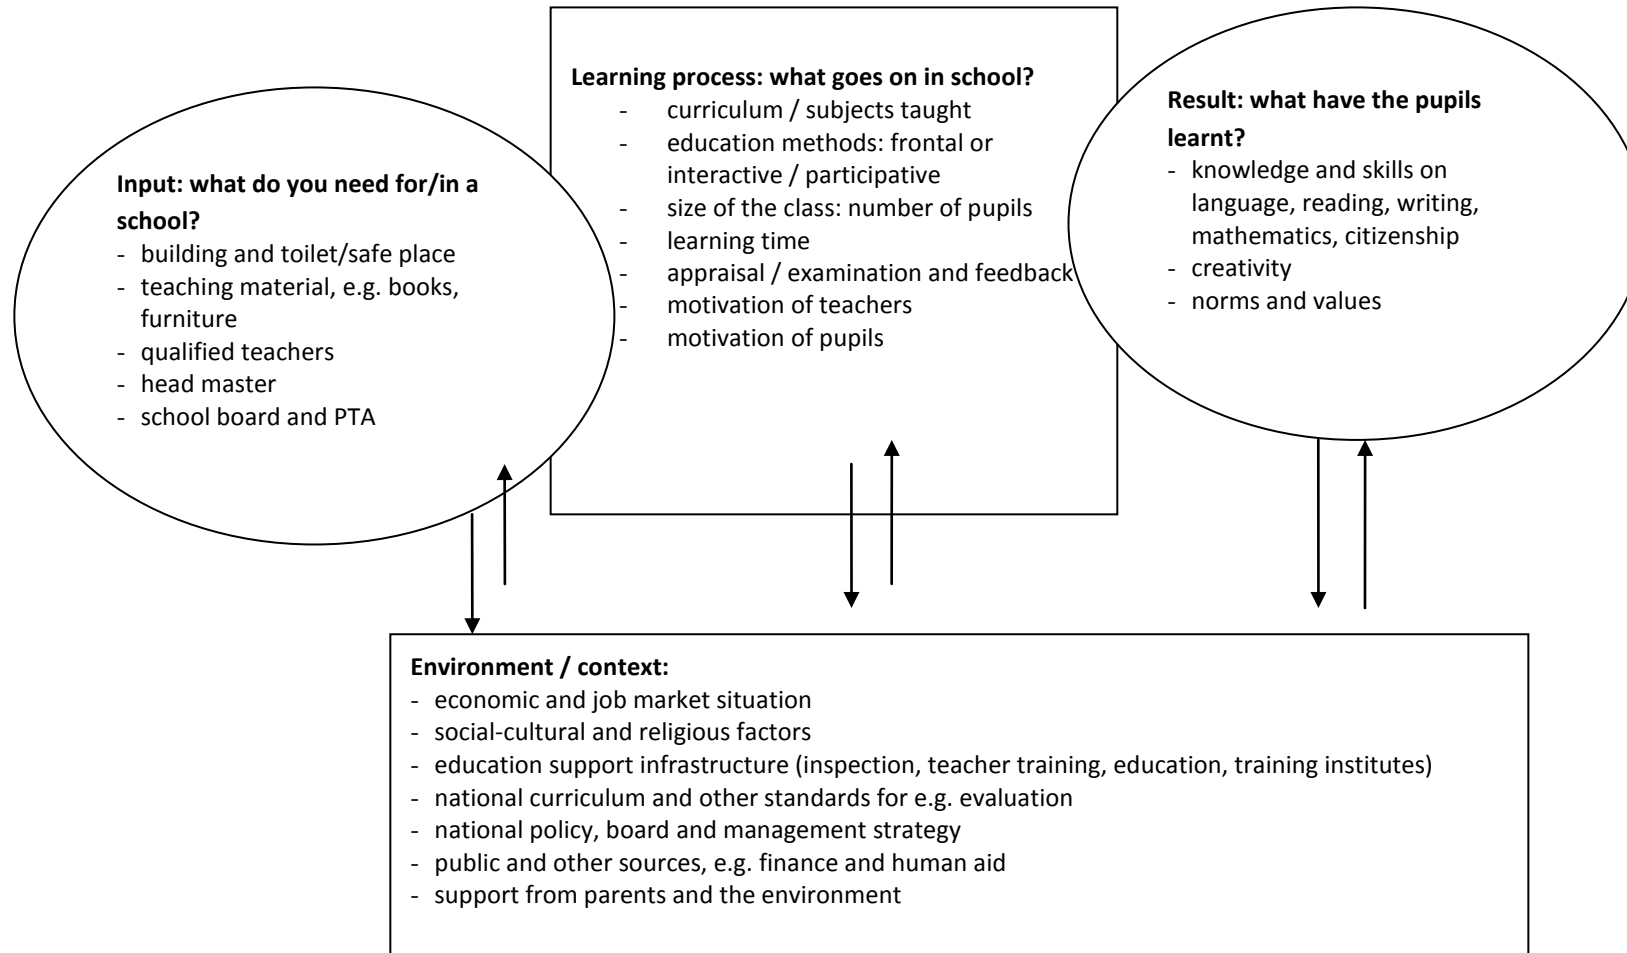 Input: what do you need for/in a
school?
- building and toilet/safe place
- teaching material, e.g. books,
furniture
- qualified teachers
- head master
- school board and PTA
Learning process: what goes on in school?
- curriculum / subjects taught
- education methods: frontal or
interactive / participative
- size of the class: number of pupils
- learning time
- appraisal / examination and feedback
- motivation of teachers
- motivation of pupils
Result: what have the pupils
learnt?
- knowledge and skills on
language, reading, writing,
mathematics, citizenship
- creativity
- norms and values
Environment / context:
- economic and job market situation
- social-cultural and religious factors
- education support infrastructure (inspection, teacher training, education, training institutes)
- national curriculum and other standards for e.g. evaluation
- national policy, board and management strategy
- public and other sources, e.g. finance and human aid
- support from parents and the environment